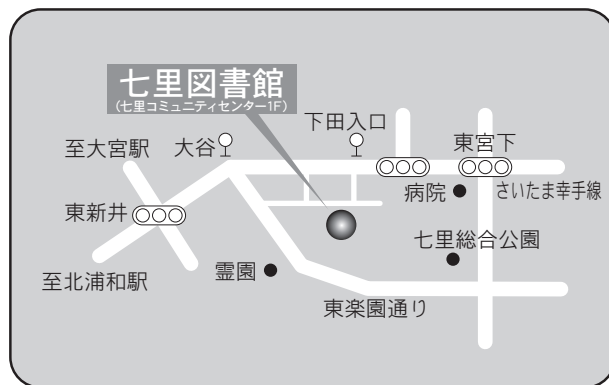 七里図書館
(七里コミュニティセンター1F)
下田入口
至大宮駅
大谷
東宮下
東新井
病院
さいたま幸手線
七里総合公園
至北浦和駅
霊園
東楽園通り